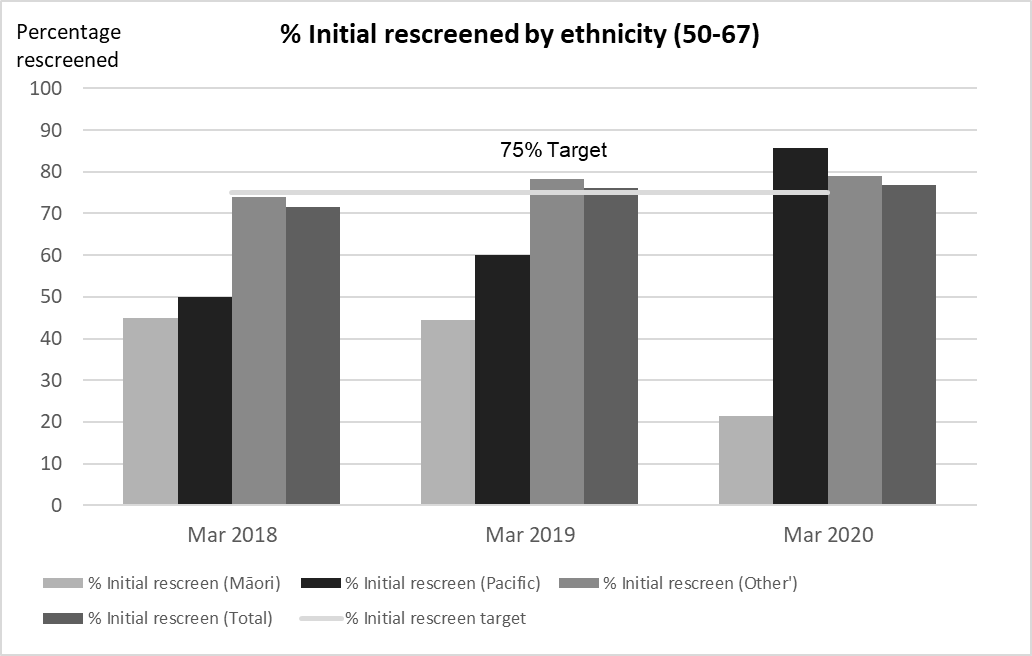 Percentage
rescreened
% Initial rescreened by ethnicity (50-67)
100
90
80
70
60
50
40
30
20
10
0
75% Target
Mar 2018
Mar 2019
Mar 2020
% Initial rescreen (Māori)
% Initial rescreen (Pacific)
% Initial rescreen (Other')
% Initial rescreen (Total)
% Initial rescreen target